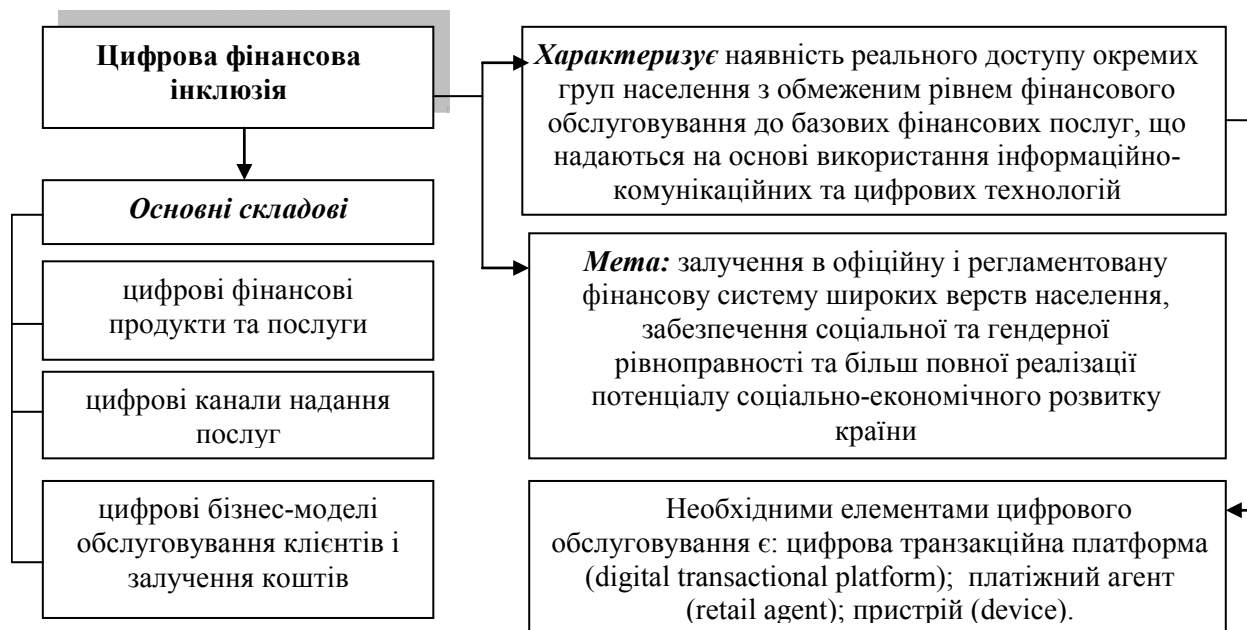 Цифрова фінансова
інклюзія
Основні складові
цифрові фінансові
продукти та послуги
цифрові канали надання
послуг
цифрові бізнес-моделі
обслуговування клієнтів і
залучення коштів
Характеризує наявність реального доступу окремих
груп населення з обмеженим рівнем фінансового
обслуговування до базових фінансових послуг, що
надаються на основі використання інформаційно-
комунікаційних та цифрових технологій
Мета: залучення в офіційну і регламентовану
фінансову систему широких верств населення,
забезпечення соціальної та гендерної
рівноправності та більш повної реалізації
потенціалу соціально-економічного розвитку
країни
Необхідними елементами цифрового
обслуговування є: цифрова транзакційна платформа
(digital transactional platform); платіжний агент
(retail agent); пристрій (device).